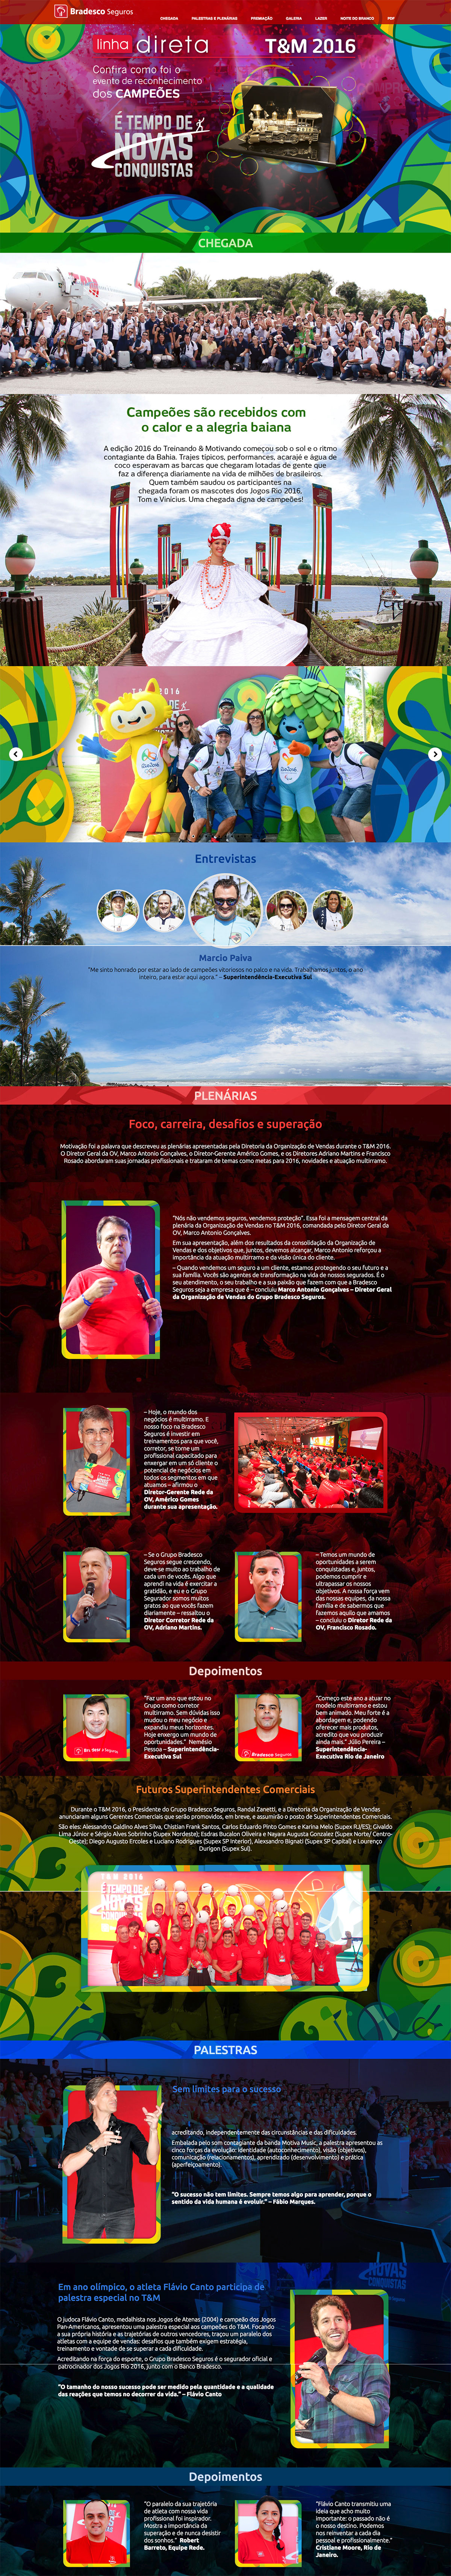 Bradesco Seguros
CHEGADA PALESTRAS E PLENÁRIAS PREMIAÇÃO GALERIA LAZER NOITE DO BRANCO PDF
linha direta T&M 2016
Confira como foi o
evento de reconhecimento
dos CAMPEÕES
É TEMPO DE
NOVAS
CONQUISTAS
CHEGADA
Campeões são recebidos com
o calor e a alegria baiana
A edição 2016 do Treinando & Motivando começou sob o sol e o ritmo
contagiante da Bahia. Trajes típicos, performances, acarajé e água de
coco esperavam as barcas que chegaram lotadas de gente que
faz a diferença diariamente na vida de milhões de brasileiros.
Quem também saudou os participantes na
chegada foram os mascotes dos Jogos Rio 2016,
Tom e Vinícius. Uma chegada digna de campeões!
T&M 2016
Entrevistas
Marcio Paiva
"Me sinto honrado por estar ao lado de campeões vitoriosos no palco e na vida. Trabalhamos juntos, o ano
inteiro, para estar aqui agora." – Superintendência-Executiva Sul
PLENÁRIAS
Foco, carreira, desafios e superação
Motivação foi a palavra que descreveu as plenárias apresentadas pela Diretoria da Organização de Vendas durante o T&M 2016.
O Diretor Geral da OV, Marco Antonio Gonçalves, o Diretor-Gerente Américo Gomes, e os Diretores Adriano Martins e Francisco
Rosado abordaram suas jornadas profissionais e trataram de temas como metas para 2016, novidades e atuação multirramo.
"Nós não vendemos seguros, vendemos proteção". Essa foi a mensagem central da
plenária da Organização de Vendas no T&M 2016, comandada pelo Diretor Geral da
OV, Marco Antonio Gonçalves.
Em sua apresentação, além dos resultados da consolidação da Organização de
Vendas e dos objetivos que, juntos, devemos alcançar, Marco Antonio reforçou a
importância da atuação multirramo e da visão única do cliente.
– Quando vendemos um seguro a um cliente, estamos protegendo o seu futuro e a
sua família. Vocês são agentes de transformação na vida de nossos segurados. É o
seu atendimento, o seu trabalho e a sua paixão que fazem com que a Bradesco
Seguros seja a empresa que é – concluiu Marco Antonio Gonçalves – Diretor Geral
da Organização de Vendas do Grupo Bradesco Seguros.
– Hoje, o mundo dos
negócios é multirramo. E
nosso foco na Bradesco
Seguros é investir em
treinamentos para que você,
corretor, se torne um
profissional capacitado para
enxergar em um só cliente o
potencial de negócios em
todos os segmentos em que
atuamos – afirmou o
Diretor-Gerente Rede da
OV, Américo Gomes
durante sua apresentação.
– Se o Grupo Bradesco
Seguros segue crescendo,
deve-se muito ao trabalho de
cada um de vocês. Algo que
aprendi na vida é exercitar a
gratidão, e eu e o Grupo
Segurador somos muitos
gratos ao que vocês fazem
diariamente – ressaltou o
Diretor Corretor Rede da
OV, Adriano Martins.
– Temos um mundo de
oportunidades a serem
conquistadas e, juntos,
podemos cumprir e
ultrapassar os nossos
objetivos. A nossa força vem
das nossas equipes, da nossa
família e de sabermos que
fazemos aquilo que amamos
– concluiu o Diretor Rede da
OV, Francisco Rosado.
Depoimentos
"Faz um ano que estou no
Grupo como corretor
multirramo. Sem dúvidas isso
mudou o meu negócio e
expandiu meus horizontes.
Hoje enxergo um mundo de
oportunidades." Nemésio
Pessoa – Superintendência-
Executiva Sul
"Começo este ano a atuar no
modelo multirramo e estou
bem animado. Meu forte é a
abordagem e, podendo
oferecer mais produtos,
acredito que vou produzir
ainda mais." Júlio Pereira –
Superintendência-
Executiva Rio de Janeiro
Bradesco Seguros
Futuros Superintendentes Comerciais
Durante o T&M 2016, o Presidente do Grupo Bradesco Seguros, Randal Zanetti, e a Diretoria da Organização de Vendas
anunciaram alguns Gerentes Comerciais que serão promovidos, em breve, e assumirão o posto de Superintendentes Comerciais.
São eles: Alessandro Galdino Alves Silva, Chistian Frank Santos, Carlos Eduardo Pinto Gomes e Karina Melo (Supex RJ/ES); Givaldo
Lima Júnior e Sérgio Alves Sobrinho (Supex Nordeste); Esdras Buzulon Oliveira e Nayara Augusta Gonzalez (Supex Norte/ Centro-
Oeste); Diego Augusto Ercoles e Luciano Rodrigues (Supex SP Interior), Alexsandro Bignati (Supex SP Capital) e Lourenço
Durigon (Supex Sul).
PALESTRAS
Sem limites para o sucesso
acreditando, independentemente das circunstâncias e das dificuldades.
Embalada pelo som contagiante da banda Motiva Music, a palestra apresentou as
cinco forças da evolução: identidade (autoconhecimento), visão (objetivos),
comunicação (relacionamentos), aprendizado (desenvolvimento) e prática
(aperfeiçoamento).
"O sucesso não tem limites. Sempre temos algo para aprender, porque o
sentido da vida humana é evoluir." – Fábio Marques.
Em ano olímpico, o atleta Flávio Canto participa de
palestra especial no T&M
O judoca Flávio Canto, medalhista nos Jogos de Atenas (2004) e campeão dos Jogos
Pan-Americanos, apresentou uma palestra especial aos campeões do T&M. Focando
a sua própria história e as trajetórias de outros vencedores, traçou um paralelo dos
atletas com a equipe de vendas: desafios que também exigem estratégia,
treinamento e vontade de se superar a cada dificuldade.
Acreditando na força do esporte, o Grupo Bradesco Seguros é o segurador oficial e
patrocinador dos Jogos Rio 2016, junto com o Banco Bradesco.
"O tamanho do nosso sucesso pode ser medido pela quantidade e a qualidade
das reações que temos no decorrer da vida." – Flávio Canto
Depoimentos
"O paralelo da sua trajetória
de atleta com nossa vida
profissional foi inspirador.
Mostra a importância da
superação e de nunca desistir
dos sonhos." Robert
Barreto, Equipe Rede.
"Flávio Canto transmitiu uma
ideia que acho muito
importante: o passado não é
o nosso destino. Podemos
nos reinventar a cada dia
pessoal e profissionalmente."
Cristiane Moore, Rio de
Janeiro.